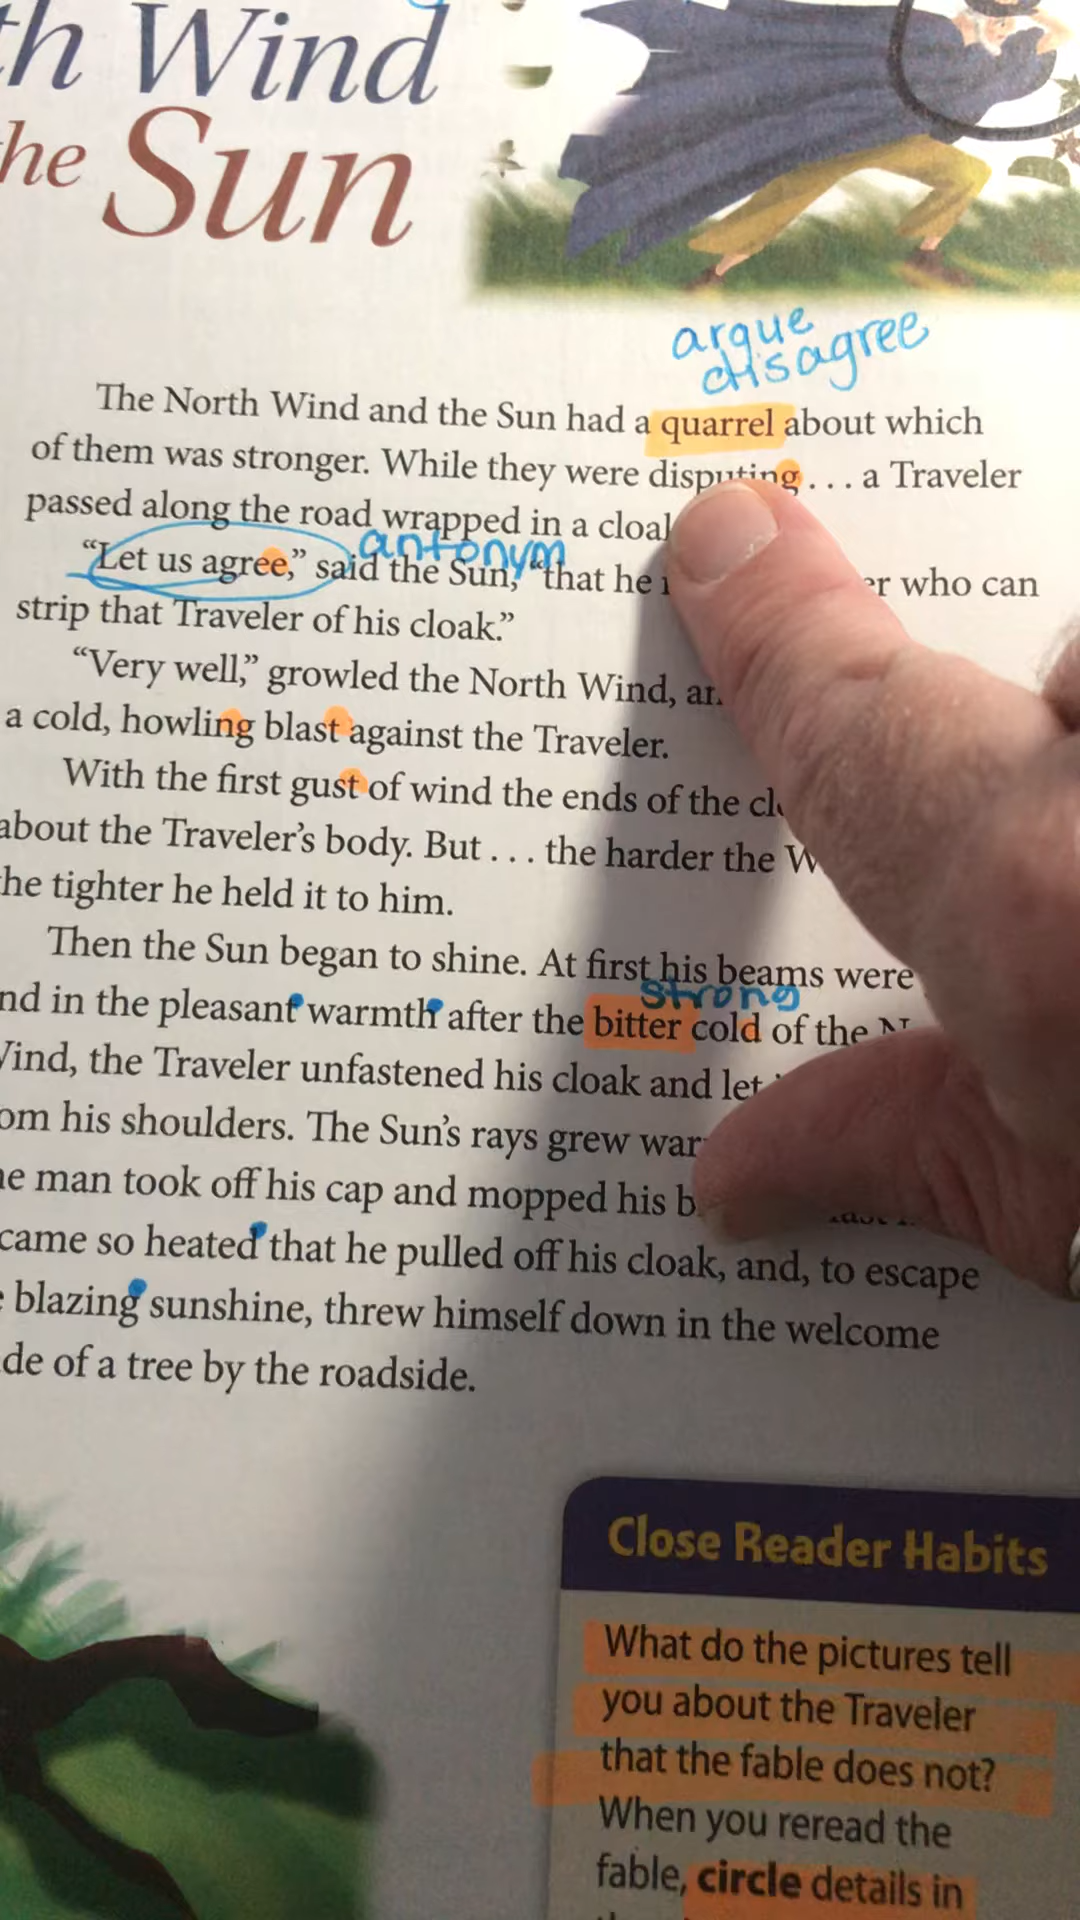 th Wind
the Sun
argue
disagree
The North Wind and the Sun had a quarrel about which
of them was stronger. While they were disputing . . . a Traveler
passed along the road wrapped in a
antonym
“Let us agree,” said the Sun, “that he who can
strip that Traveler of his cloak.”
“Very well,” growled the North Wind,
a cold, howling blast against the Traveler.
With the first gust of wind the ends of the
about the Traveler’s body. But . . . the harder the
the tighter he held it to him.
Then the Sun began to shine. At first his beams were
strong
nd in the pleasant warmth after the bitter cold of the
Wind, the Traveler unfastened his cloak and let
om his shoulders. The Sun’s rays grew
he man took off his cap and mopped his
came so heated that he pulled off his cloak, and, to escape
blazing sunshine, threw himself down in the welcome
de of a tree by the roadside.
Close Reader Habits
What do the pictures tell
you about the Traveler
that the fable does not?
When you reread the
fable, circle details in